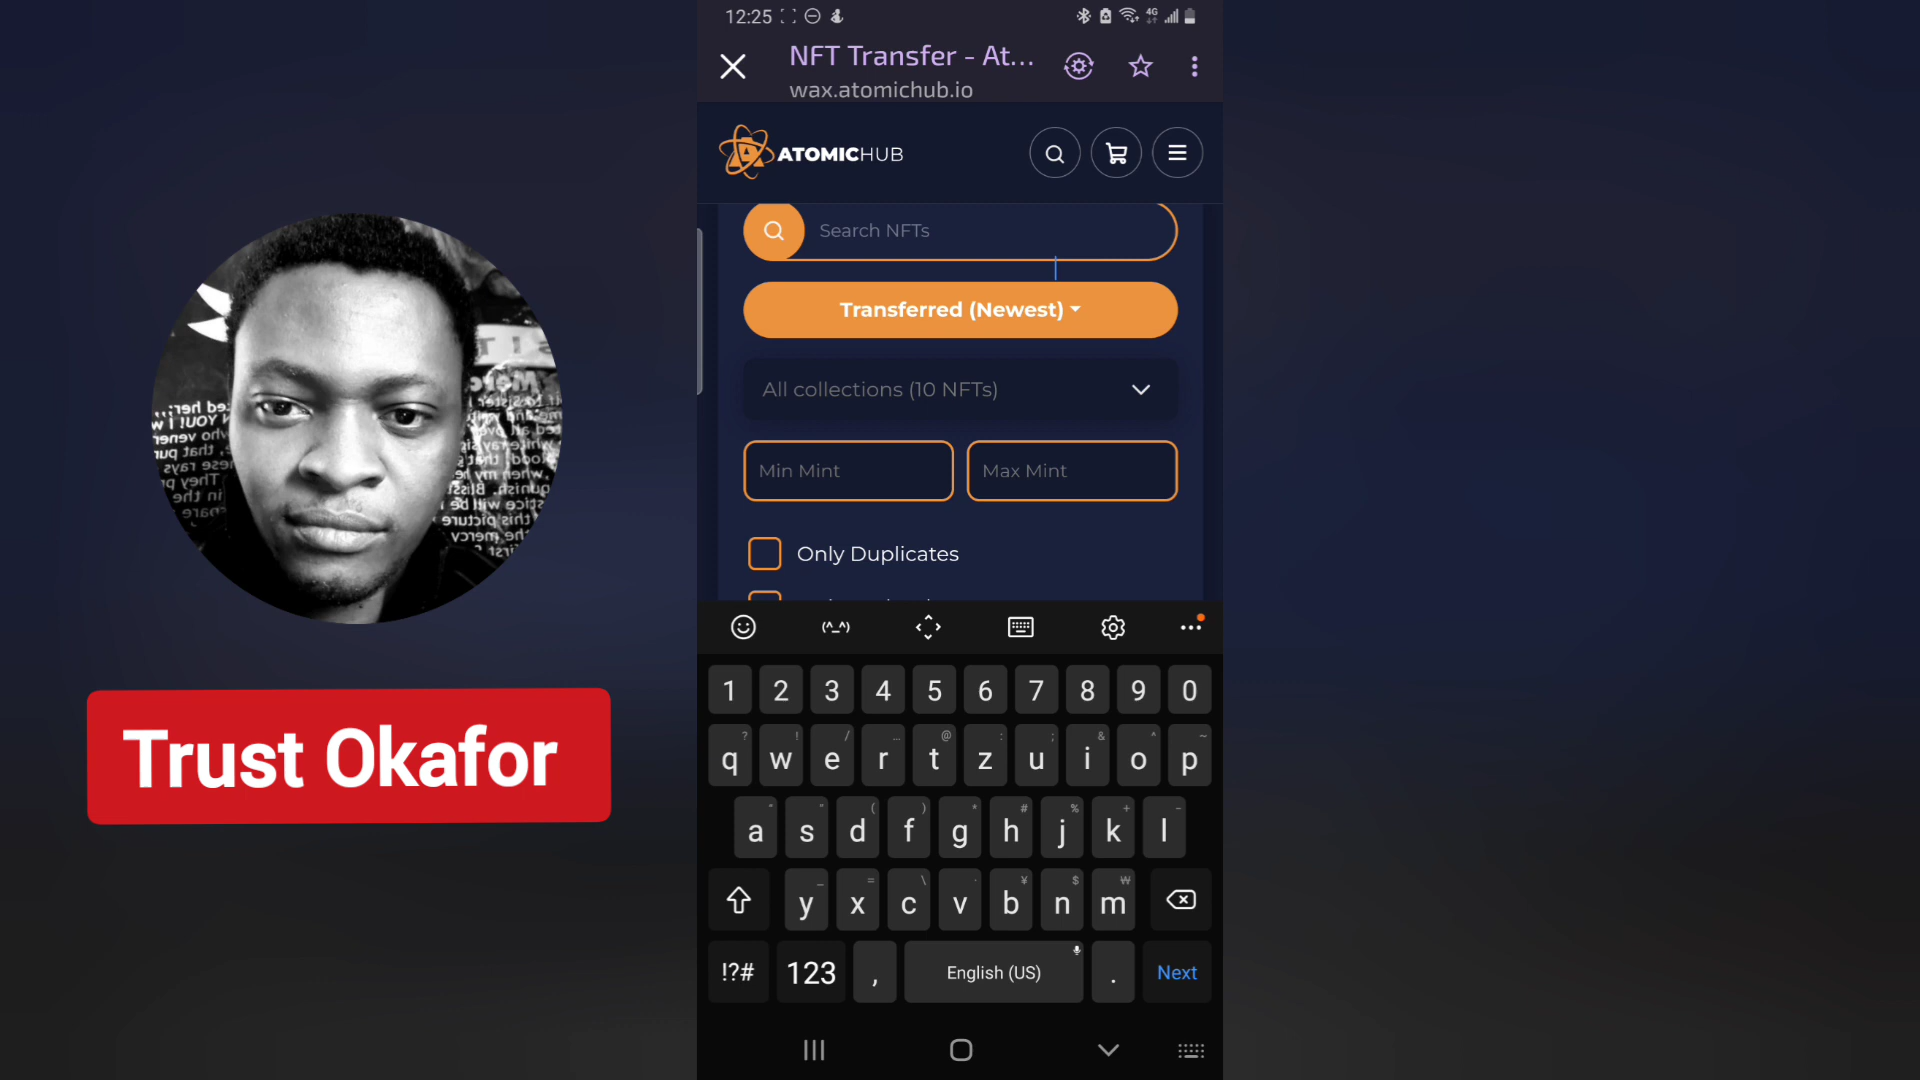 12:25
4G
NFT Transfer - At...
wax.atomichub.io
ATOMICHUB
Search NFTs
Transferred (Newest)
All collections (10 NFTs)
Min Mint
Max Mint
Only Duplicates
(^_^)
1 2 3 4 5 6 7 8 9 0
q w e r t z u i o p
a s d f g h j k l
y x c v b n m
!?# 123 , English (US) . Next
Trust Okafor